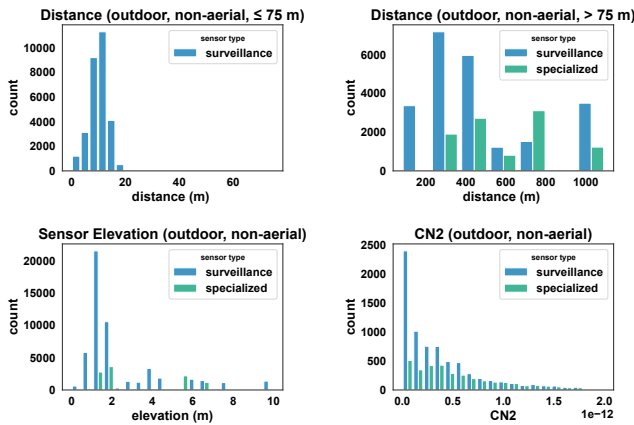 Distance (outdoor, non-aerial, ≤ 75 m)
sensor type
surveillance
10000
8000
6000
4000
2000
0
count
0 20 40 60
distance (m)
Distance (outdoor, non-aerial, > 75 m)
sensor type
surveillance
specialized
6000
4000
2000
0
count
200 400 600 800 1000
distance (m)
Sensor Elevation (outdoor, non-aerial)
sensor type
surveillance
specialized
20000
15000
10000
5000
0
count
0 2 4 6 8 10
elevation (m)
CN2 (outdoor, non-aerial)
sensor type
surveillance
specialized
2500
2000
1500
1000
500
0
count
0.0 0.5 1.0 1.5 2.0
1e−12
CN2